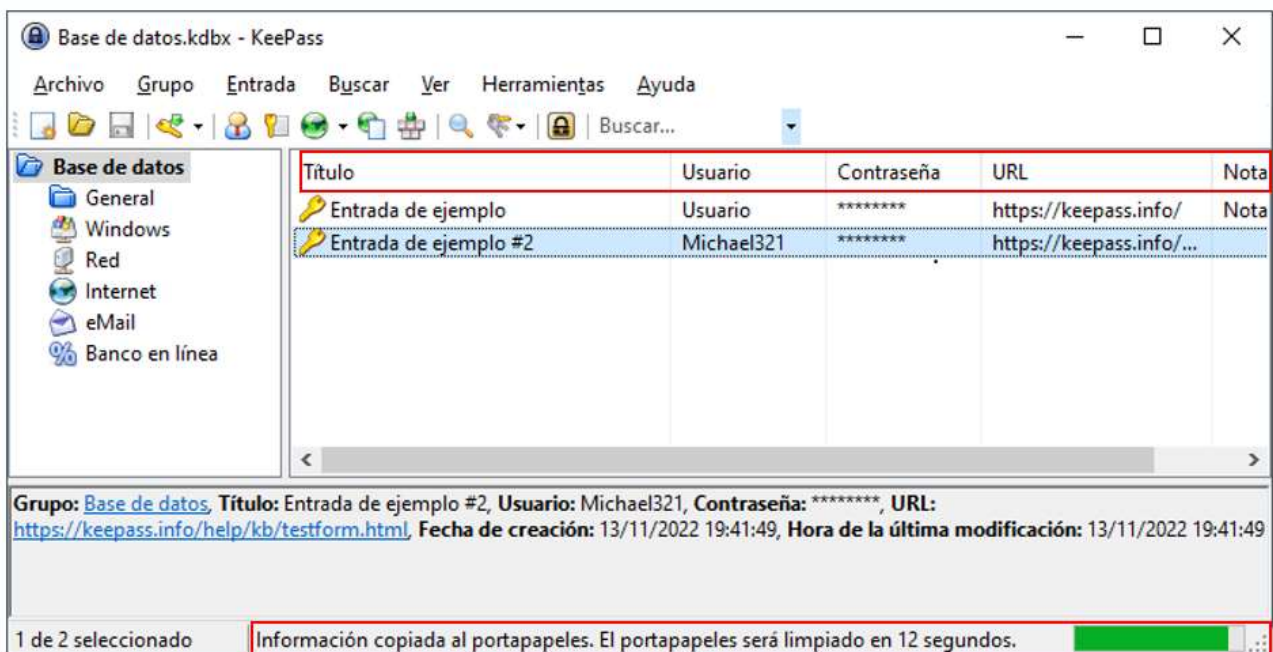 Base de datos.kdbx - KeePass
Archivo Grupo Entrada Buscar Ver Herramientas Ayuda
Buscar...
Base de datos
General
Windows
Red
Internet
eMail
Banco en línea
Título Usuario Contraseña URL Nota
Entrada de ejemplo Usuario ******** https://keepass.info/ Nota
Entrada de ejemplo #2 Michael321 ******** https://keepass.info/...
Grupo: Base de datos, Título: Entrada de ejemplo #2, Usuario: Michael321, Contraseña: ********, URL:
https://keepass.info/help/kb/testform.html, Fecha de creación: 13/11/2022 19:41:49, Hora de la última modificación: 13/11/2022 19:41:49
1 de 2 seleccionado Información copiada al portapapeles. El portapapeles será limpiado en 12 segundos.